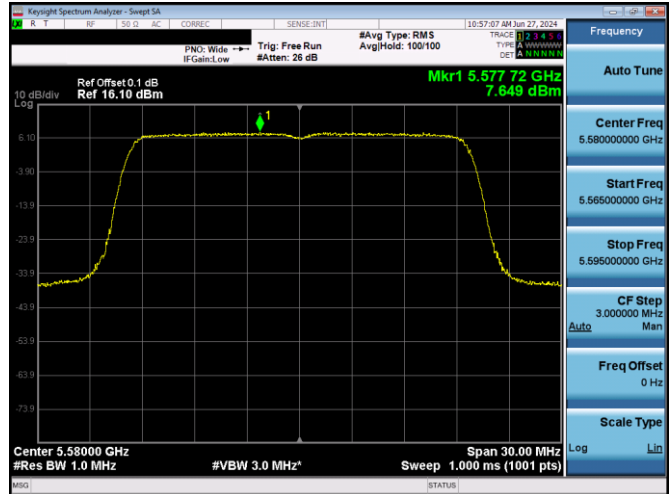 Keysight Spectrum Analyzer - Swept SA
LXI R T RF 50 Ω AC CORREC SENSE:INT 10:57:07 AM Jun 27, 2024
PNO: Wide Trig: Free Run #Avg Type: RMS TRACE 1 2 3 4 5 6
IFGain:Low #Atten: 26 dB Avg|Hold: 100/100 TYPE A WWWWW
DET A N N N N N
Ref Offset 0.1 dB Mkr1 5.577 72 GHz
10 dB/div Ref 16.10 dBm 7.649 dBm
Log
1
6.10
-3.90
-13.9
-23.9
-33.9
-43.9
-53.9
-63.9
-73.9
Center 5.58000 GHz Span 30.00 MHz
#Res BW 1.0 MHz #VBW 3.0 MHz* Sweep 1.000 ms (1001 pts)
MSG STATUS
Frequency
Auto Tune
Center Freq
5.580000000 GHz
Start Freq
5.565000000 GHz
Stop Freq
5.595000000 GHz
CF Step
3.000000 MHz
Auto Man
Freq Offset
0 Hz
Scale Type
Log Lin